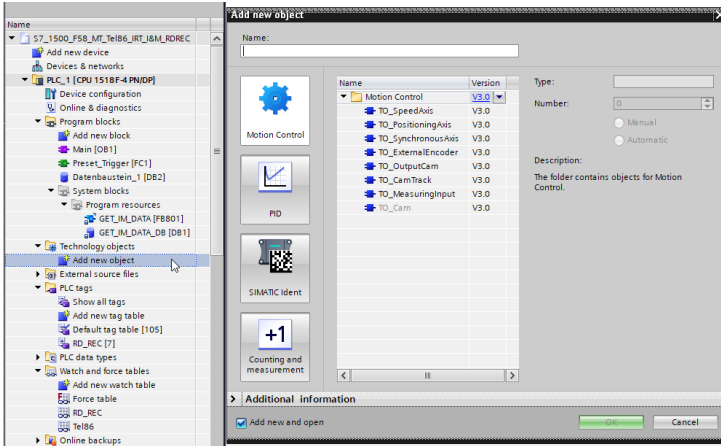 Name
S7_1500_F58_MT_Tel86_IRT_I&M_RDREC
Add new device
Devices & networks
PLC_1 [CPU 1518F-4 PN/DP]
Device configuration
Online & diagnostics
Program blocks
Add new block
Main [OB1]
Preset_Trigger [FC1]
Datenbaustein_1 [DB2]
System blocks
Program resources
GET_IM_DATA [FB801]
GET_IM_DATA_DB [DB1]
Technology objects
Add new object
External source files
PLC tags
Show all tags
Add new tag table
Default tag table [105]
RD_REC [7]
PLC data types
Watch and force tables
Add new watch table
Force table
RD_REC
Tel86
Online backups
Add new object
Name:
Motion Control
PID
SIMATIC Ident
+1
Counting and
measurement
Name Version
Motion Control V3.0
TO_SpeedAxis V3.0
TO_PositioningAxis V3.0
TO_SynchronousAxis V3.0
TO_ExternalEncoder V3.0
TO_OutputCam V3.0
TO_CamTrack V3.0
TO_MeasuringInput V3.0
TO_Cam V3.0
Type:
Number: 0
Manual
Automatic
Description:
The folder contains objects for Motion
Control.
Additional information
Add new and open
OK Cancel